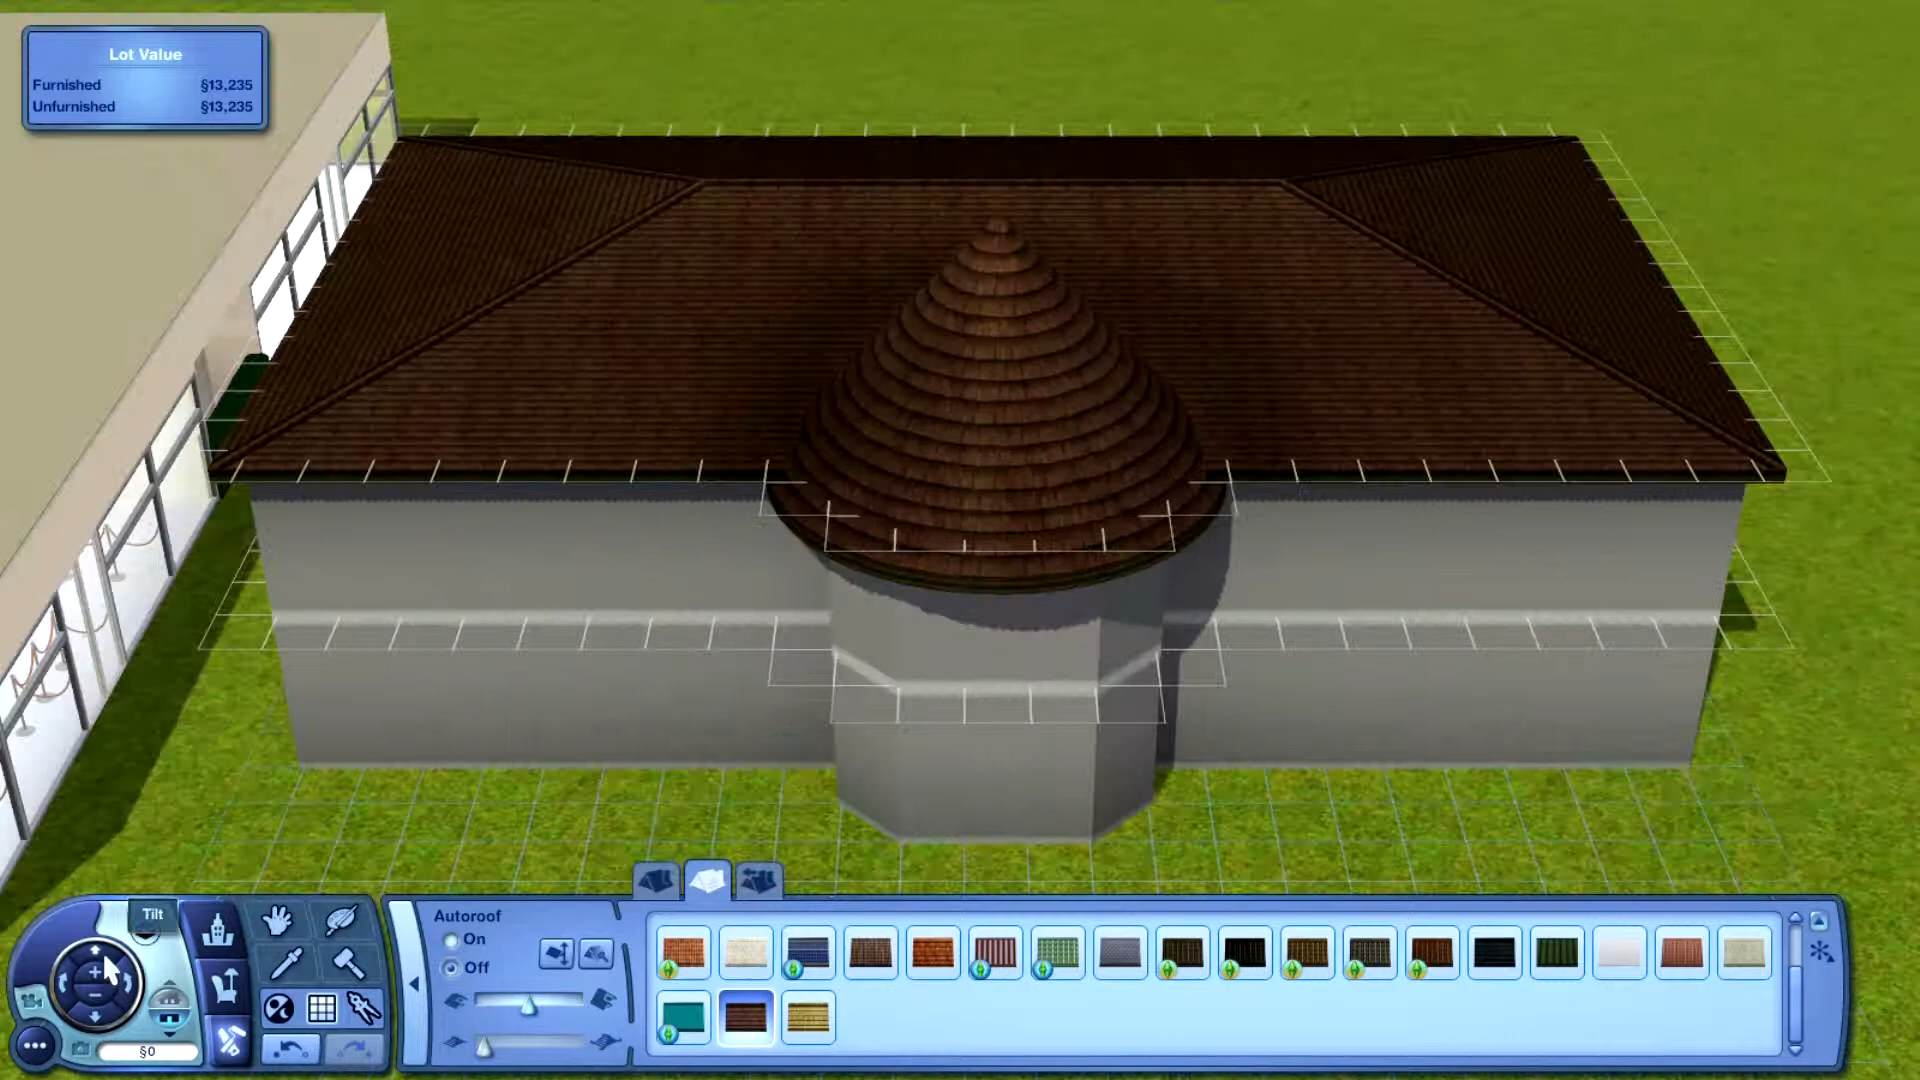 Lot Value
Furnished §13,235
Unfurnished §13,235
Tilt
§0
Autoroof
On
Off